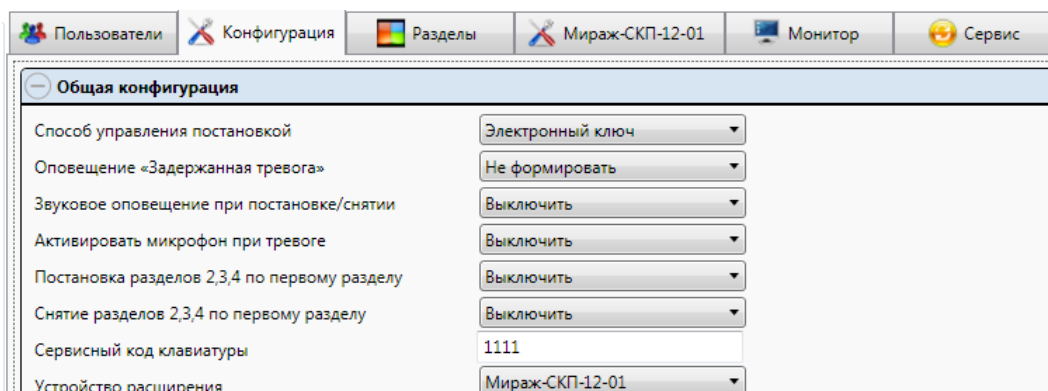 Пользователи Конфигурация Разделы Мираж-СКП-12-01 Монитор Сервис
Общая конфигурация
Способ управления постановкой Электронный ключ
Оповещение «Задержанная тревога» Не формировать
Звуковое оповещение при постановке/снятии Выключить
Активировать микрофон при тревоге Выключить
Постановка разделов 2,3,4 по первому разделу Выключить
Снятие разделов 2,3,4 по первому разделу Выключить
Сервисный код клавиатуры 1111
Устройство расширения Мираж-СКП-12-01